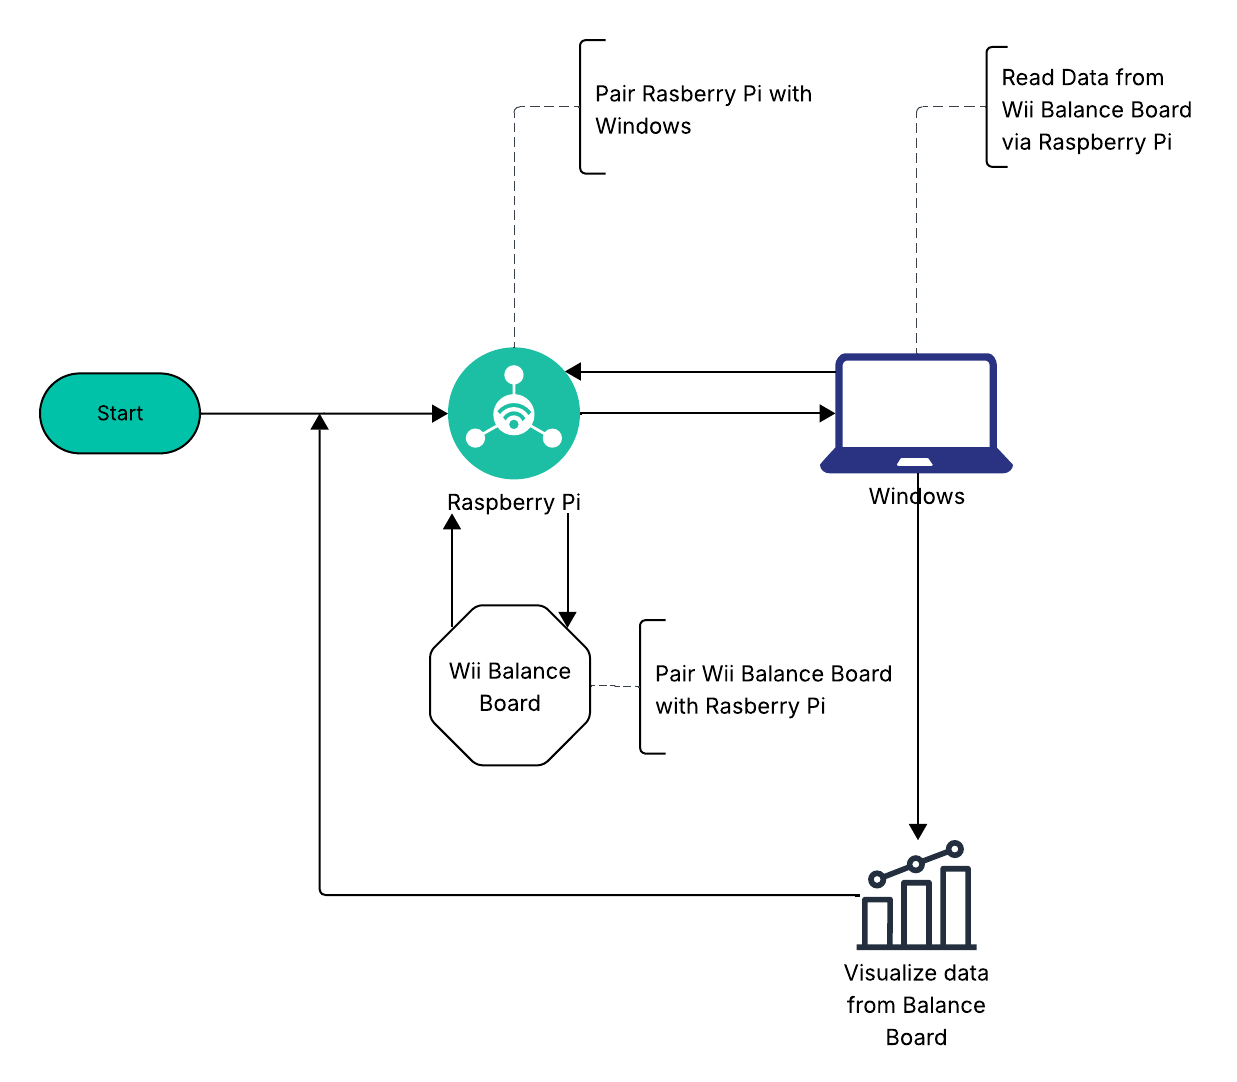 Pair Rasberry Pi with
Windows
Read Data from
Wii Balance Board
via Raspberry Pi
Start
Raspberry Pi
Windows
Wii Balance
Board
Pair Wii Balance Board
with Rasberry Pi
Visualize data
from Balance
Board